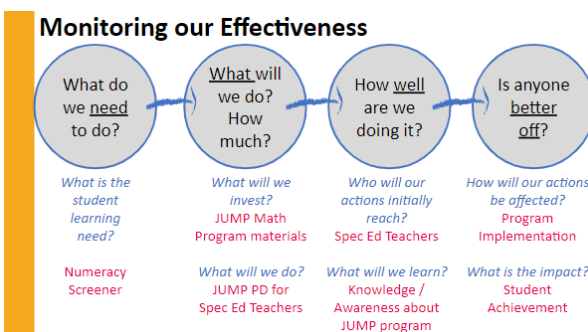 Monitoring our Effectiveness
What do
we need
to do?
What will
we do?
How
much?
How well
are we
doing it?
Is anyone
better
off?
What is the
student
learning
need?
Numeracy
Screener
What will we
invest?
JUMP Math
Program materials
What will we do?
JUMP PD for
Spec Ed Teachers
Who will our
actions initially
reach?
Spec Ed Teachers
What will we learn?
Knowledge /
Awareness about
JUMP program
How will our actions
be affected?
Program
Implementation
What is the impact?
Student
Achievement